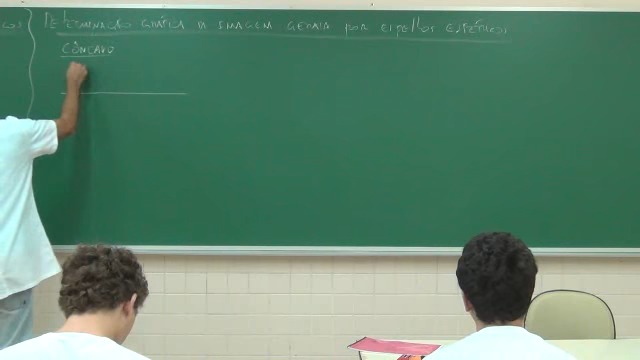 DETERMINAÇÃO GRÁFICA DA IMAGEM GERADA POR ESPELHOS ESFÉRICOS
CÔNCAVO